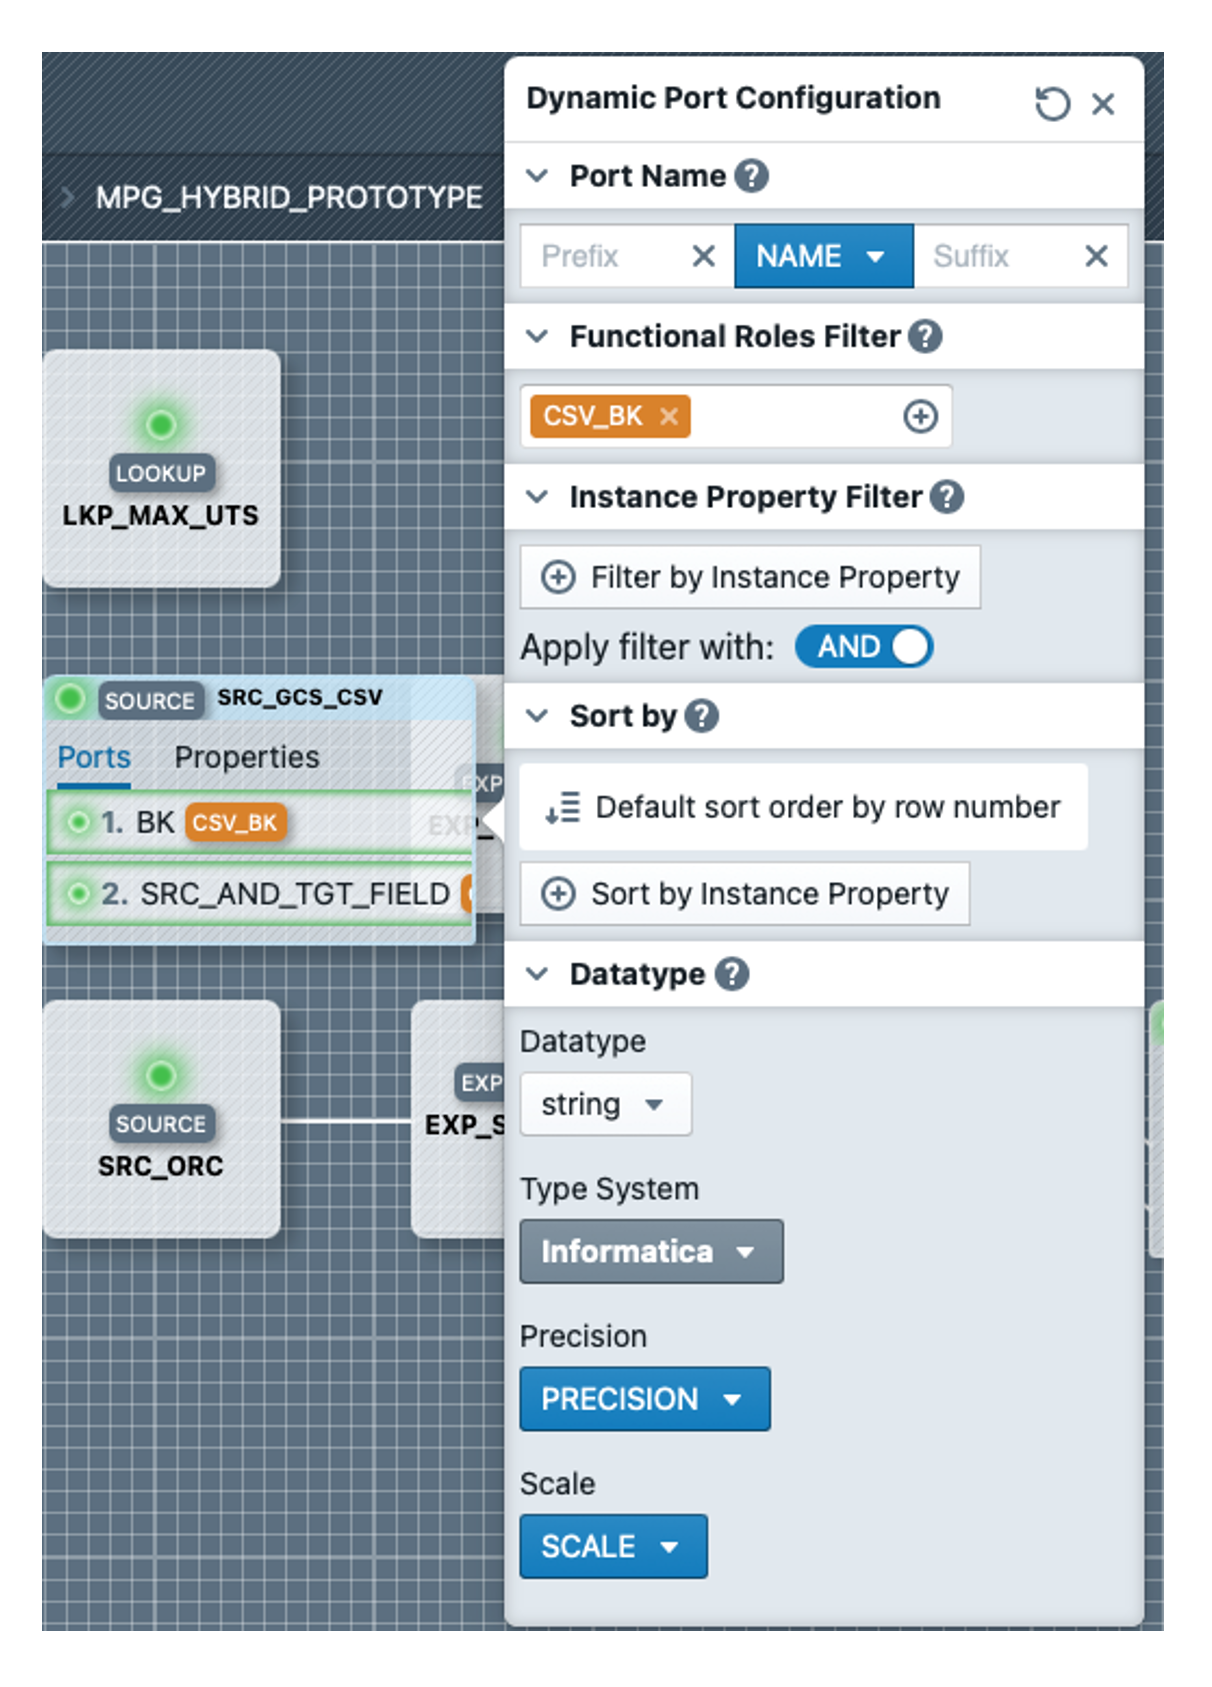 MPG_HYBRID_PROTOTYPE
LOOKUP
LKP_MAX_UTS
SOURCE SRC_GCS_CSV
Ports Properties
1. BK CSV_BK
2. SRC_AND_TGT_FIELD
EXP
EXP_
SOURCE
SRC_ORC
EXP
EXP_S
Dynamic Port Configuration
Port Name ?
Prefix NAME Suffix
Functional Roles Filter ?
CSV_BK
Instance Property Filter ?
Filter by Instance Property
Apply filter with: AND
Sort by ?
Default sort order by row number
Sort by Instance Property
Datatype ?
Datatype
string
Type System
Informatica
Precision
PRECISION
Scale
SCALE